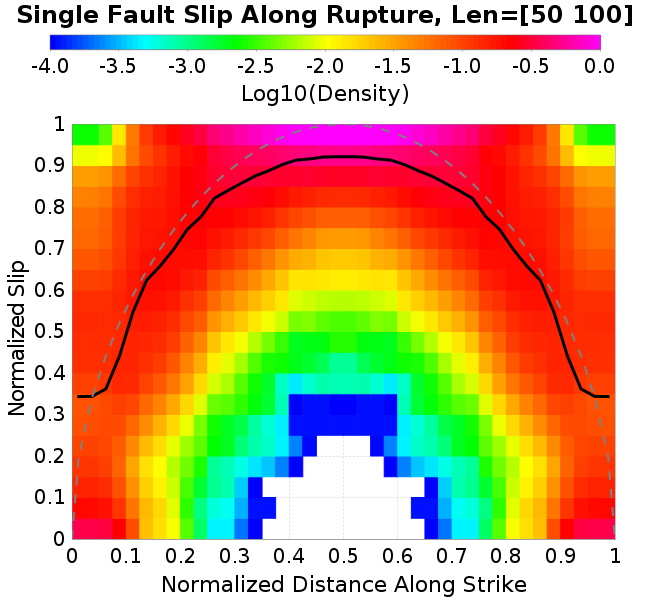 Single Fault Slip Along Rupture, Len=[50 100]
-4.0 -3.5 -3.0 -2.5 -2.0 -1.5 -1.0 -0.5 0.0
Log10(Density)
1
0.9
0.8
0.7
0.6
0.5
0.4
0.3
0.2
0.1
0
Normalized Slip
0 0.1 0.2 0.3 0.4 0.5 0.6 0.7 0.8 0.9 1
Normalized Distance Along Strike